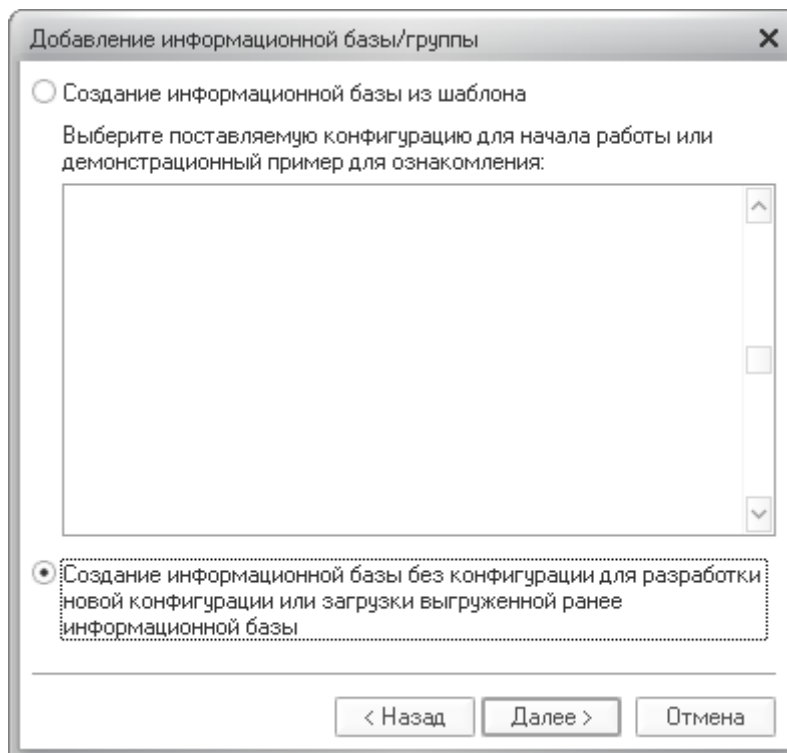 Добавление информационной базы/группы
Создание информационной базы из шаблона
Выберите поставляемую конфигурацию для начала работы или
демонстрационный пример для ознакомления:
Создание информационной базы без конфигурации для разработки
новой конфигурации или загрузки выгруженной ранее
информационной базы
< Назад Далее > Отмена